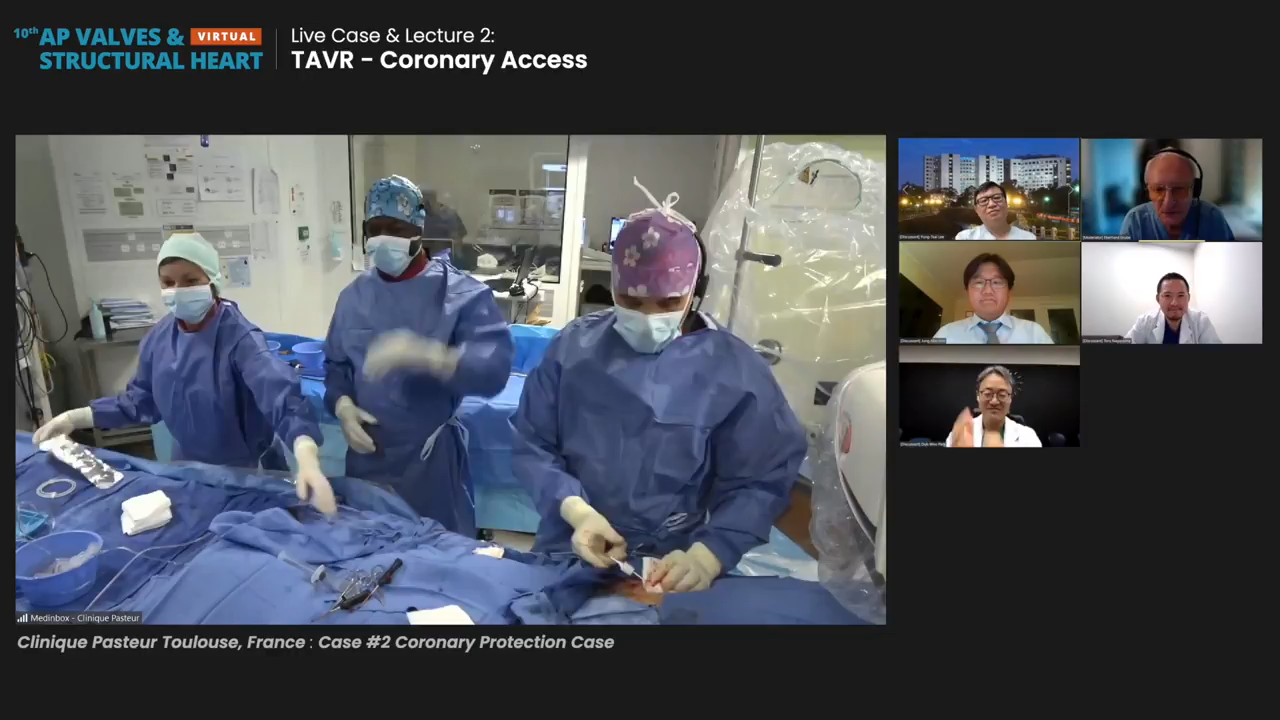 10th AP VALVES & VIRTUAL
STRUCTURAL HEART
Live Case & Lecture 2:
TAVR - Coronary Access
Medinbox - Clinique Pasteur
Clinique Pasteur Toulouse, France : Case #2 Coronary Protection Case